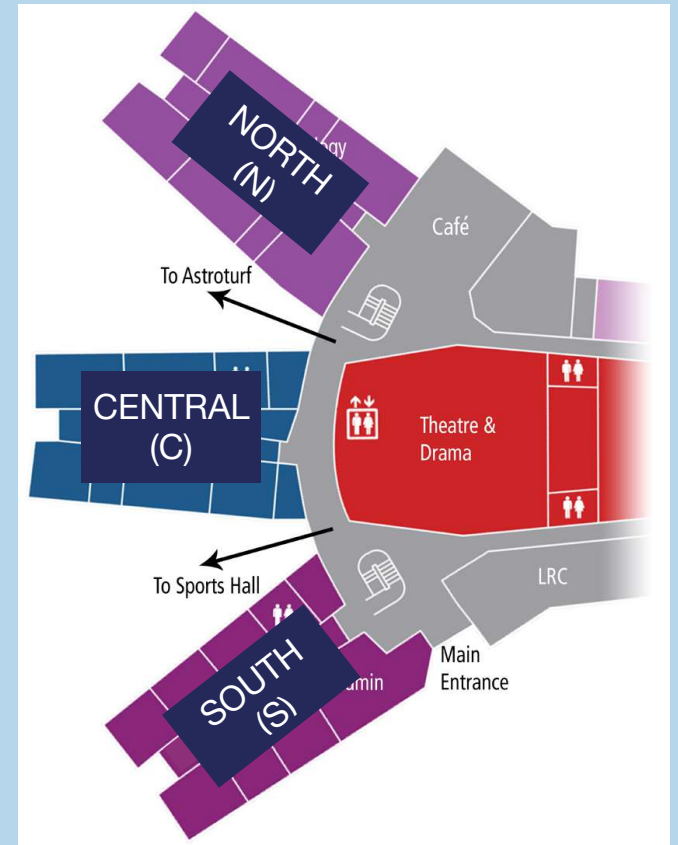 NORTH
(N)
Café
To Astroturf
CENTRAL
(C)
Theatre &
Drama
To Sports Hall
LRC
SOUTH
(S)
Main
Entrance